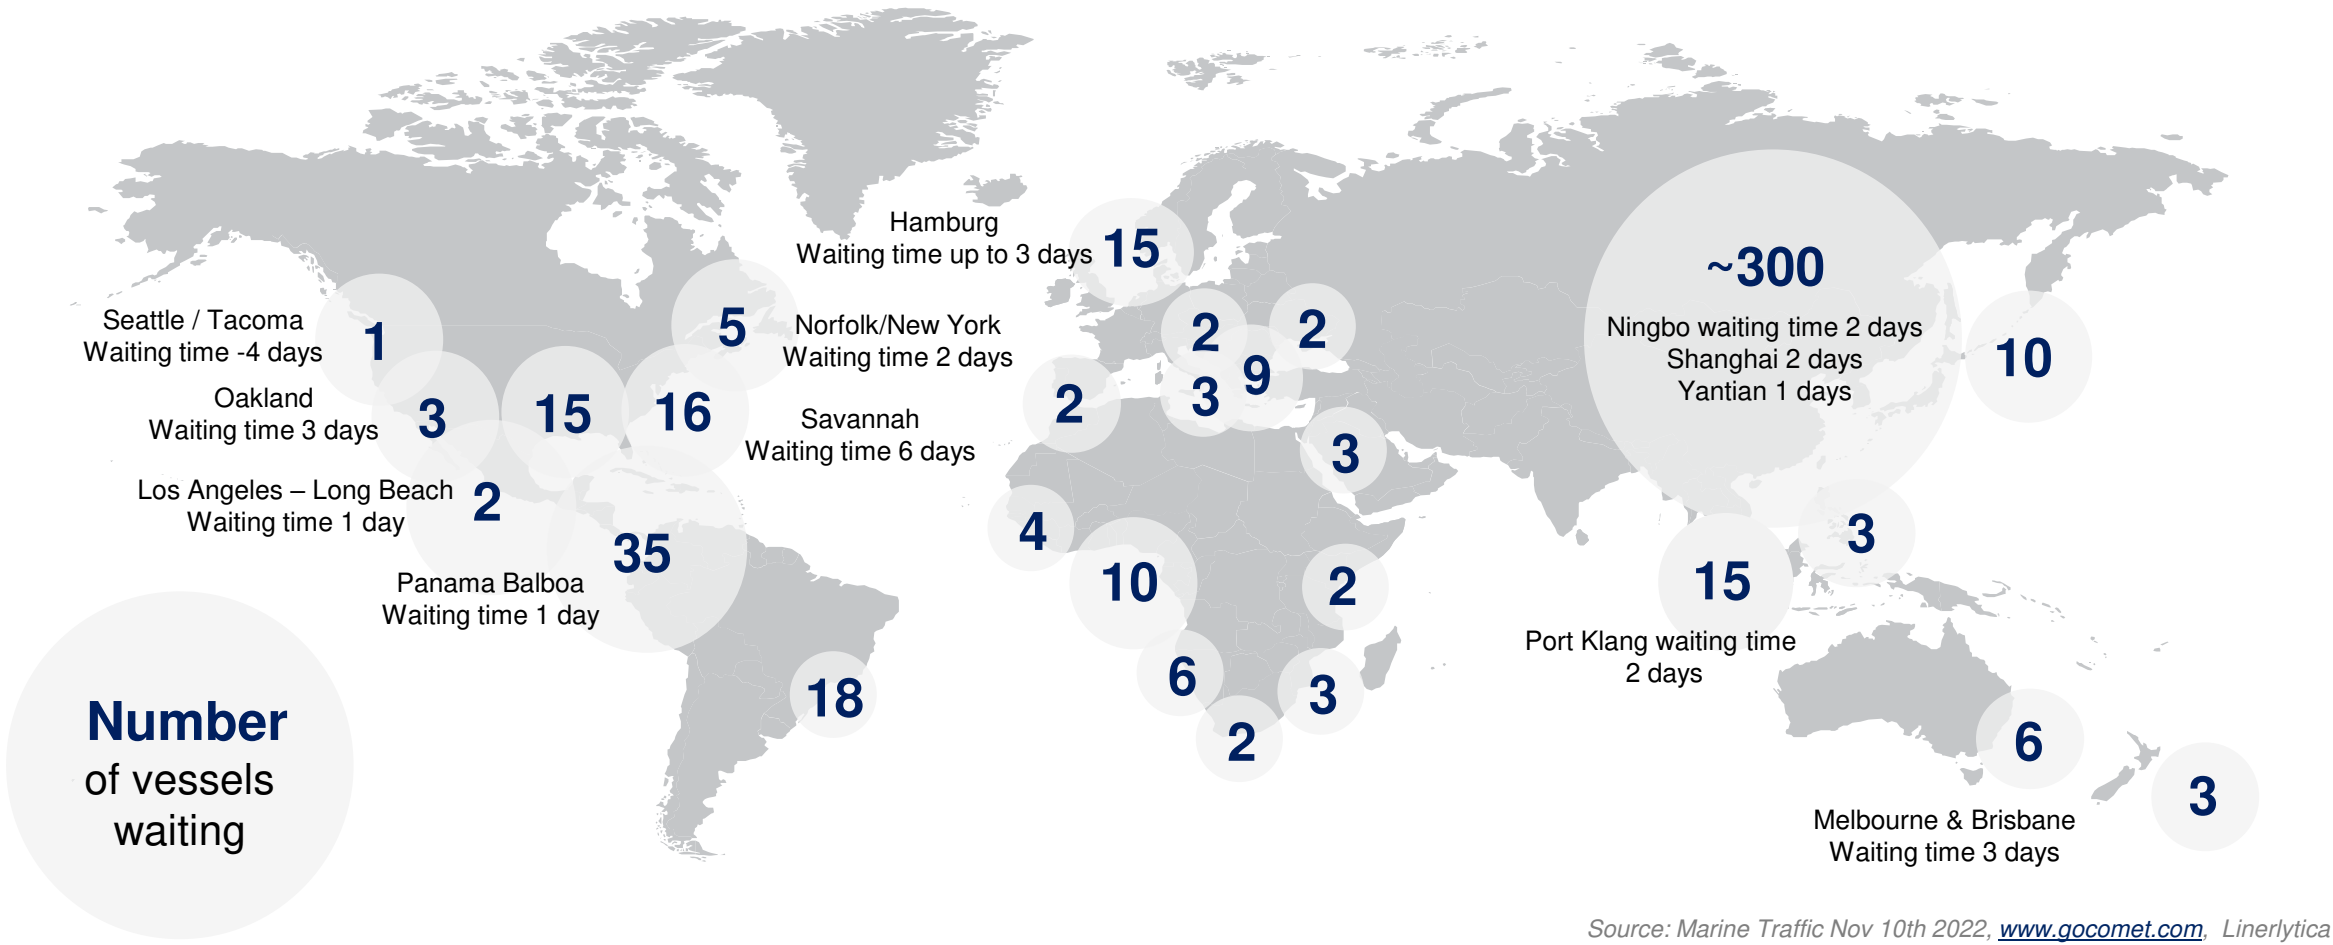 Hamburg
Waiting time up to 3 days
15
~300
Ningbo waiting time 2 days
Shanghai 2 days
Yantian 1 days
10
Seattle / Tacoma
Waiting time -4 days
1
5
Norfolk/New York
Waiting time 2 days
2
2
9
3
2
Oakland
Waiting time 3 days
3
15
16
Savannah
Waiting time 6 days
3
Los Angeles – Long Beach
Waiting time 1 day
2
35
4
10
2
15
3
Panama Balboa
Waiting time 1 day
Port Klang waiting time
2 days
18
6
3
2
6
3
Number
of vessels
waiting
Melbourne & Brisbane
Waiting time 3 days
Source: Marine Traffic Nov 10th 2022, www.gocomet.com, Linerlytica